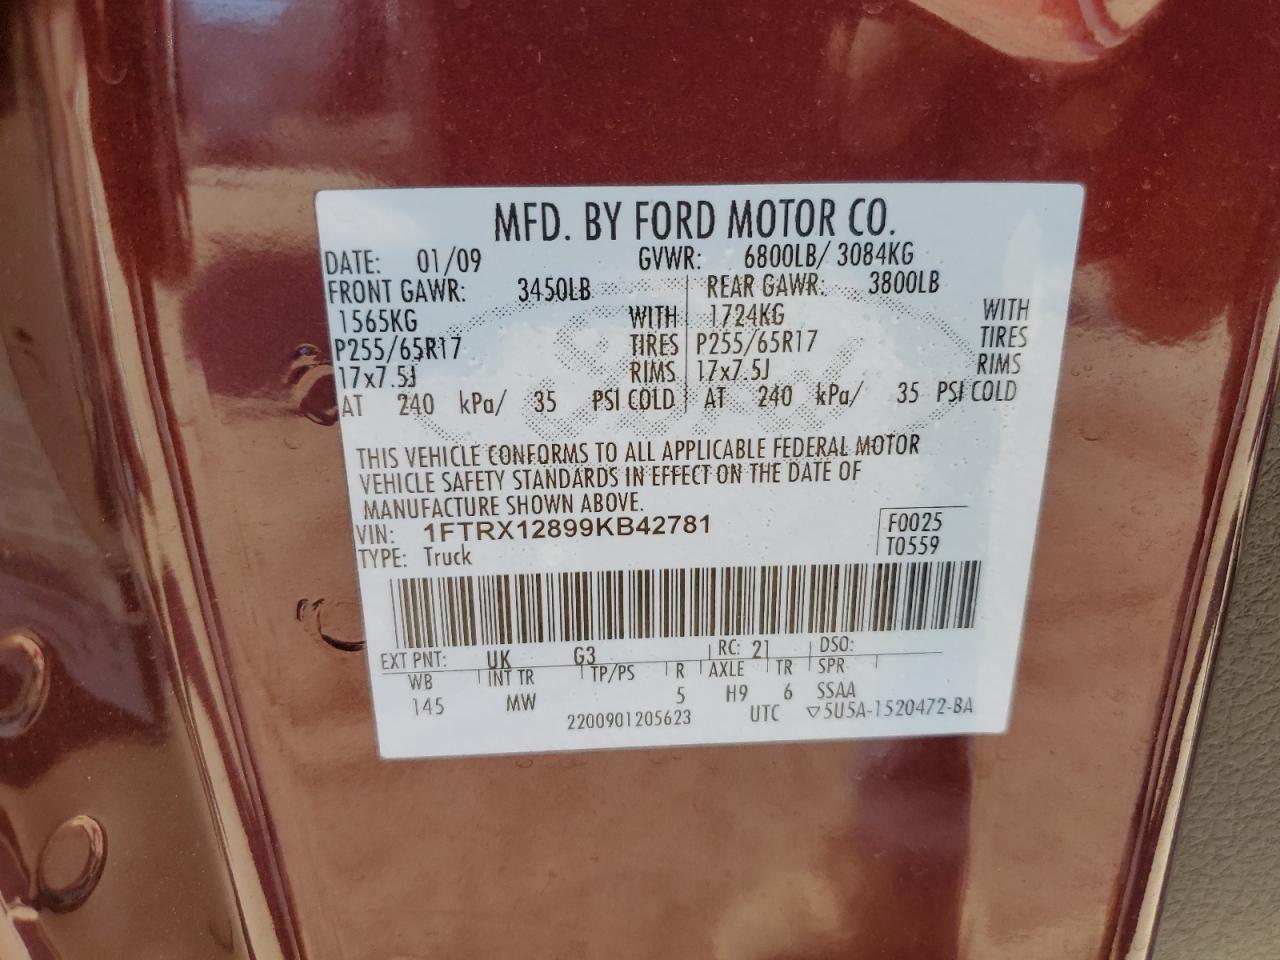 MFD. BY FORD MOTOR CO.
DATE: 01/09 GVWR: 6800LB/ 3084KG
FRONT GAWR: 3450LB REAR GAWR: 3800LB
1565KG WITH 1724KG WITH
P255/65R17 TIRES P255/65R17 TIRES
17x7.5J RIMS 17x7.5J RIMS
AT 240 kPa/ 35 PSI COLD AT 240 kPa/ 35 PSI COLD
THIS VEHICLE CONFORMS TO ALL APPLICABLE FEDERAL MOTOR
VEHICLE SAFETY STANDARDS IN EFFECT ON THE DATE OF
MANUFACTURE SHOWN ABOVE.
VIN: 1FTRX12899KB42781 F0025
TYPE: Truck T0559
EXT PNT: UK G3 RC: 21 DSO:
WB INT TR TP/PS R AXLE TR SPR
145 MW 5 H9 6 SSAA
2200901205623 UTC ▽5U5A-1520472-BA